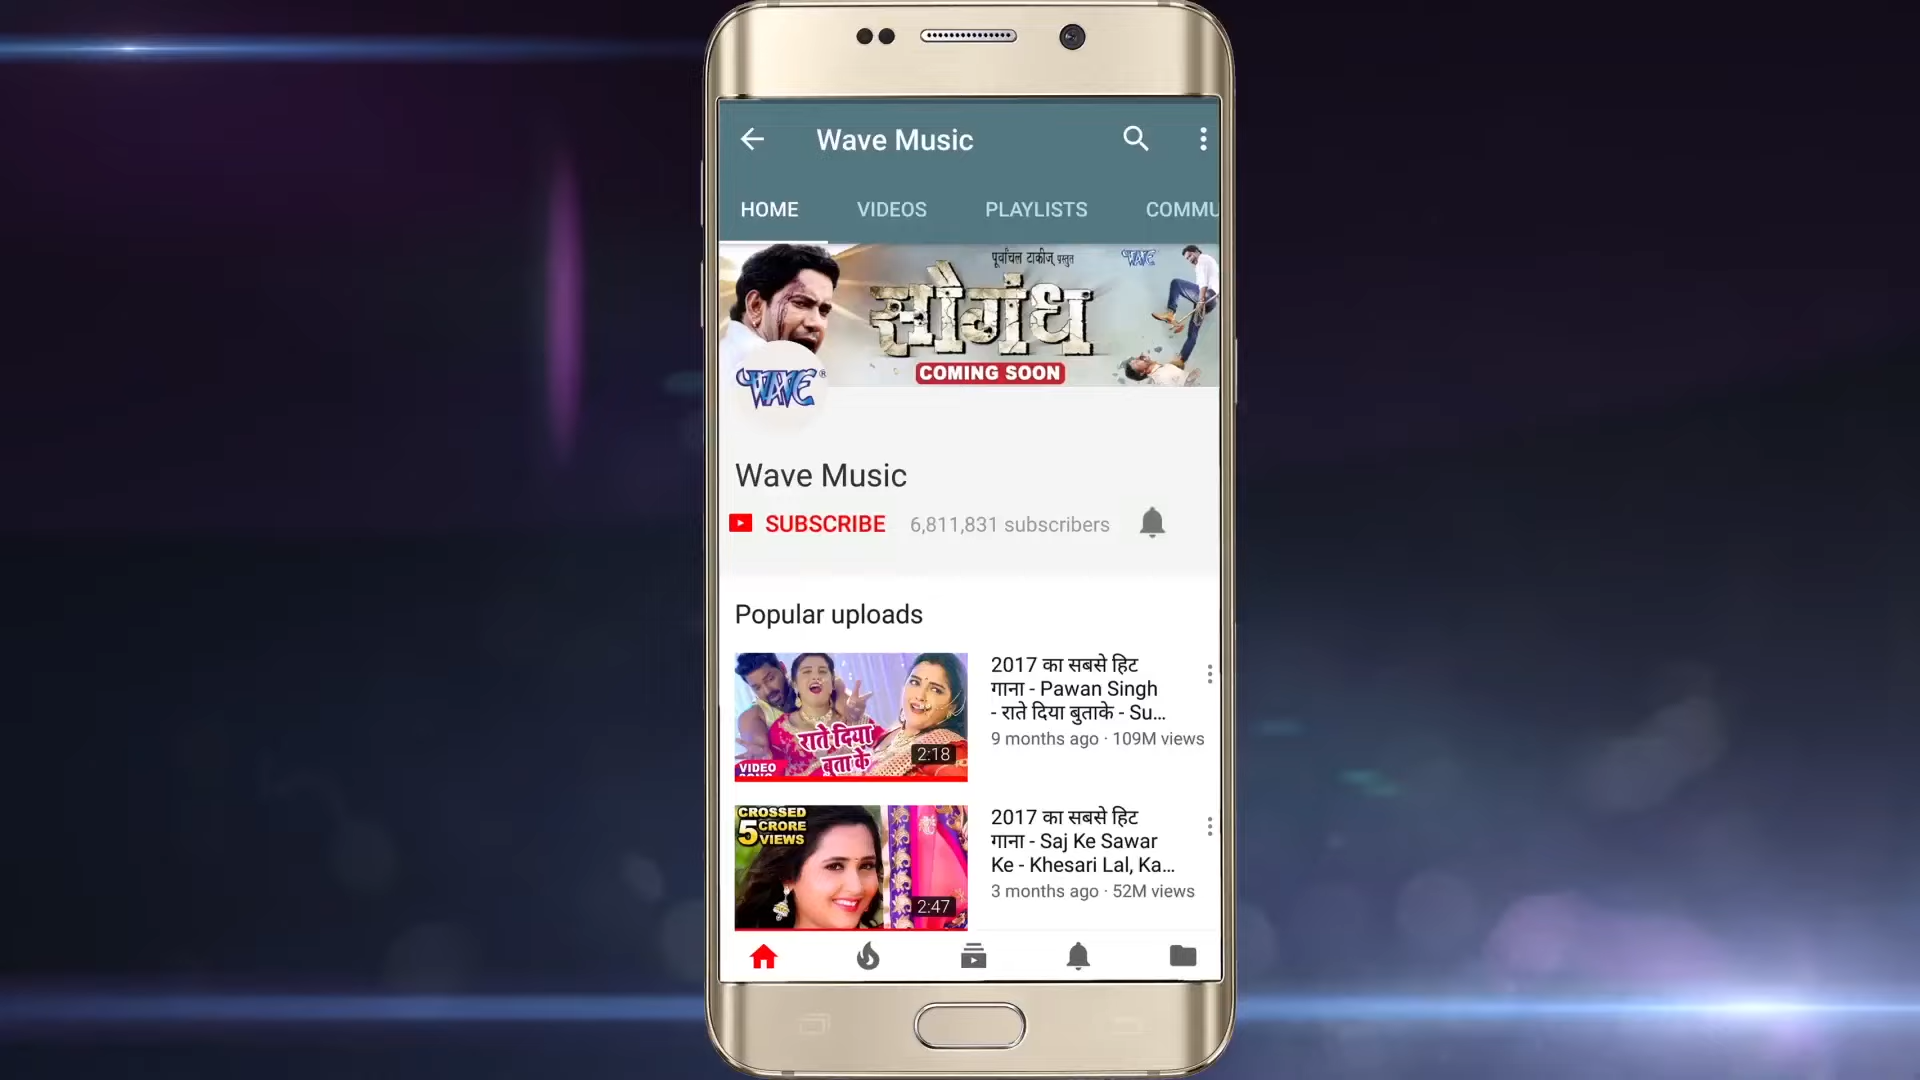 Wave Music
HOME VIDEOS PLAYLISTS COMMU
पूर्वांचल टाकीज् प्रस्तुत
WAVE
सौगंध
COMING SOON
WAVE®
Wave Music
SUBSCRIBE 6,811,831 subscribers
Popular uploads
राते दिया
बुता के
VIDEO
SONG
2:18
2017 का सबसे हिट
गाना - Pawan Singh
- राते दिया बुताके - Su...
9 months ago · 109M views
CROSSED
5 CRORE
VIEWS
2:47
2017 का सबसे हिट
गाना - Saj Ke Sawar
Ke - Khesari Lal, Ka...
3 months ago · 52M views